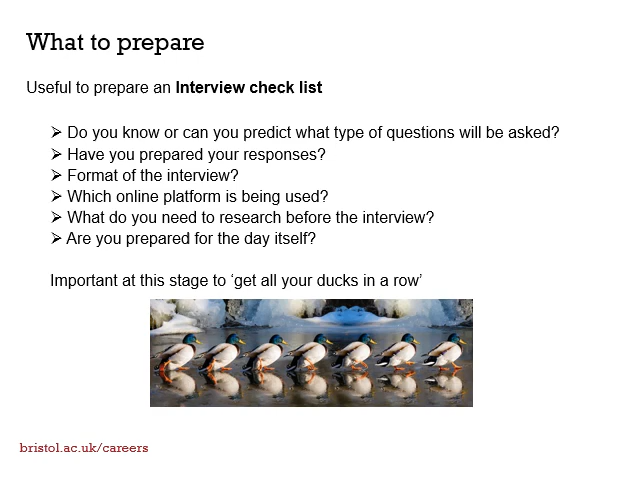 What to prepare
Useful to prepare an Interview check list
➢ Do you know or can you predict what type of questions will be asked?
➢ Have you prepared your responses?
➢ Format of the interview?
➢ Which online platform is being used?
➢ What do you need to research before the interview?
➢ Are you prepared for the day itself?
Important at this stage to ‘get all your ducks in a row’
bristol.ac.uk/careers